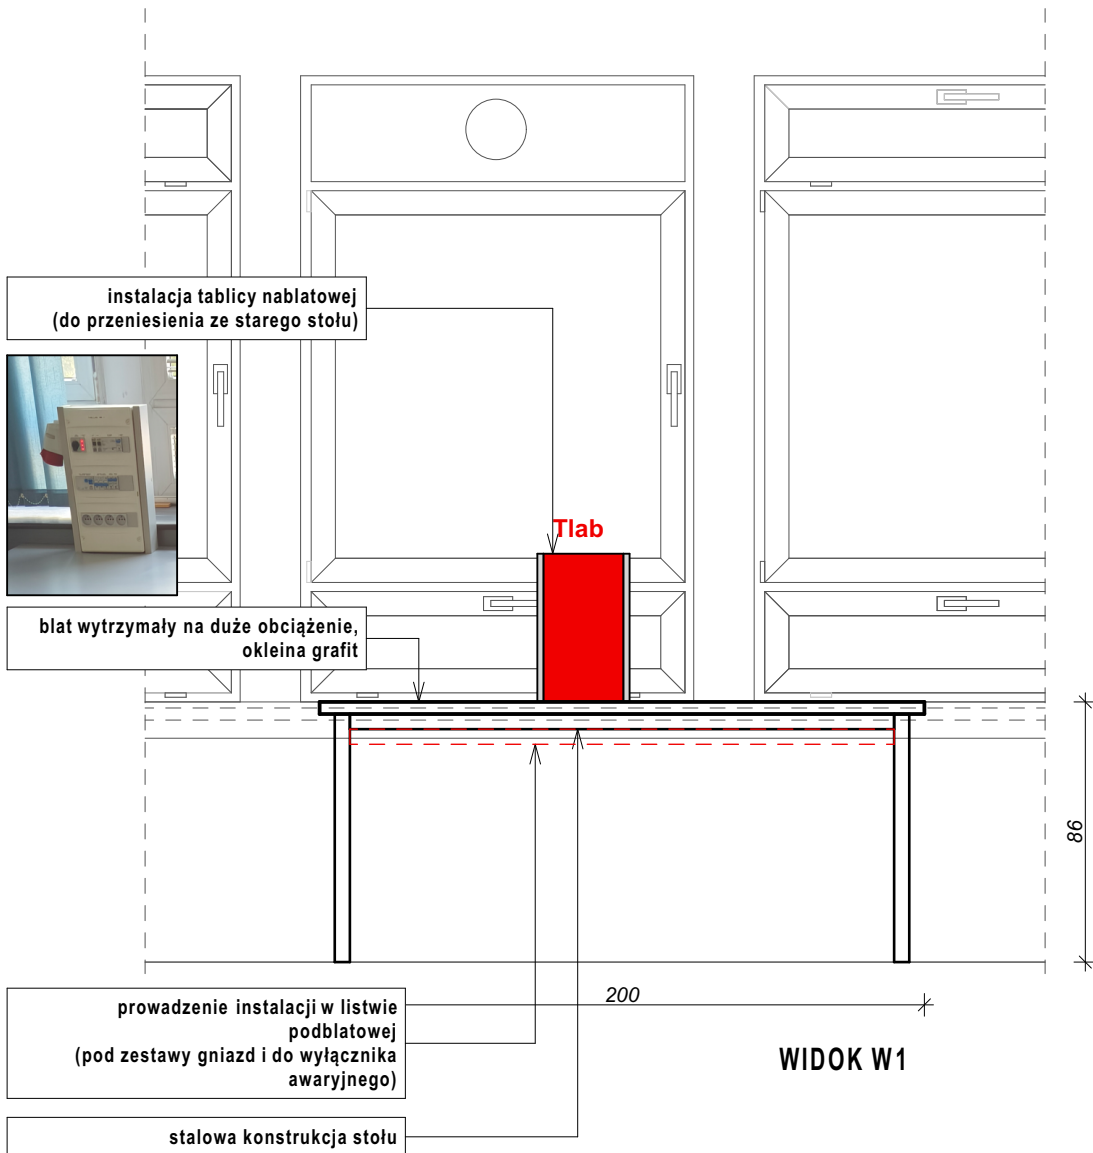 instalacja tablicy nablatowej
(do przeniesienia ze starego stołu)
Tlab
blat wytrzymały na duże obciążenie,
okleina grafit
86
200
prowadzenie instalacji w listwie
podblatowej
(pod zestawy gniazd i do wyłącznika
awaryjnego)
WIDOK W1
stalowa konstrukcja stołu